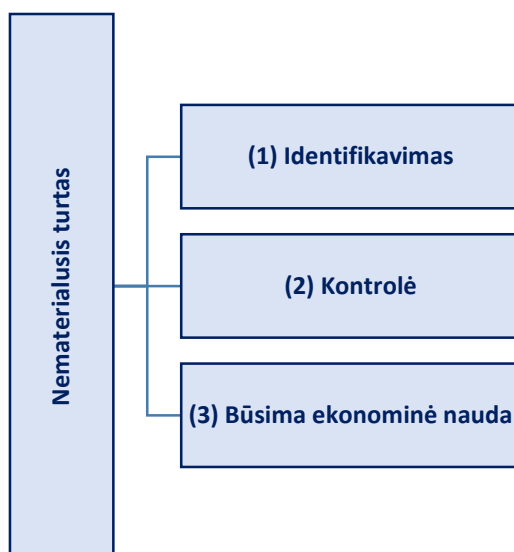 Nematerialusis turtas
(1) Identifikavimas
(2) Kontrolė
(3) Būsima ekonominė nauda